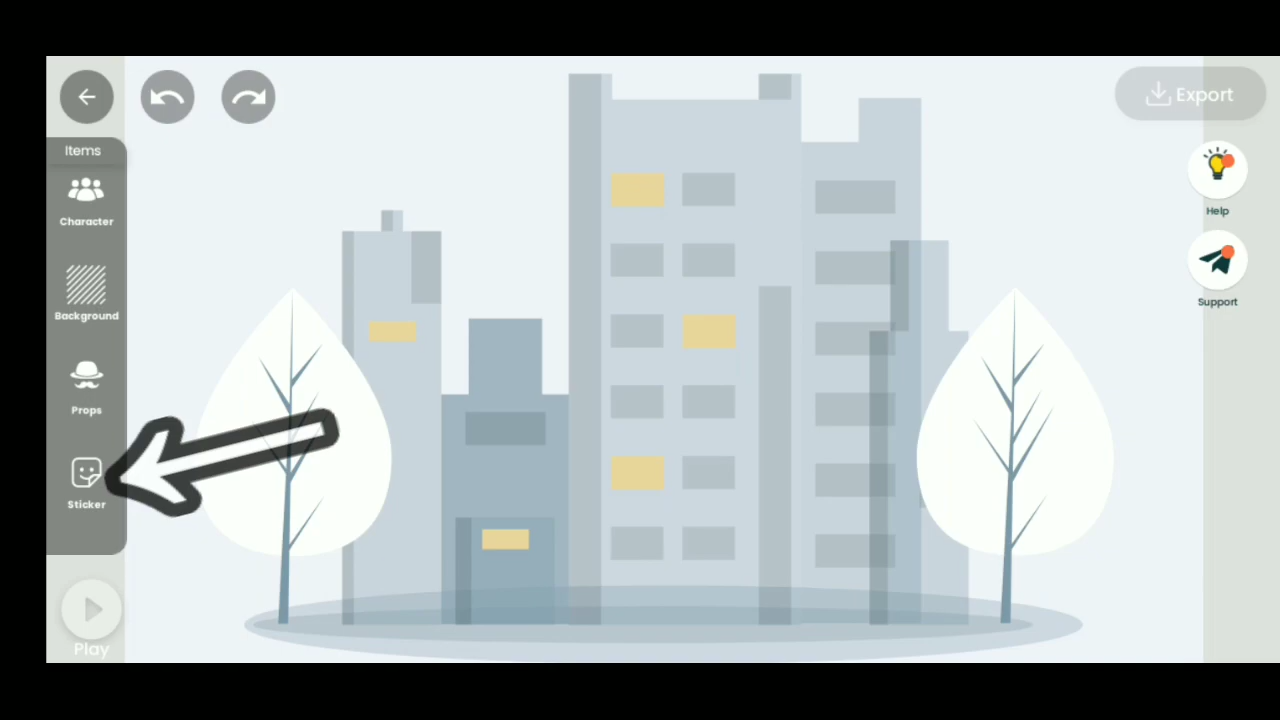 Export
Items
Character
Background
Props
Sticker
Play
Help
Support